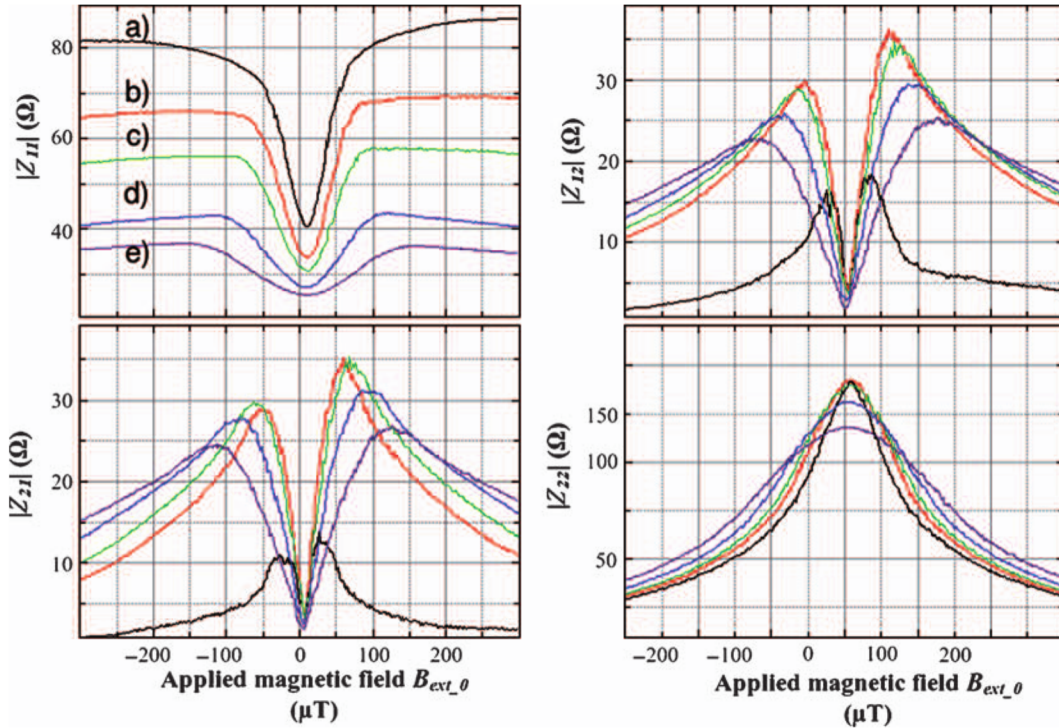 a)
b)
c)
d)
e)
80
60
40
|Z11| (Ω)
30
20
10
|Z12| (Ω)
30
20
10
|Z21| (Ω)
−200 −100 0 100 200
Applied magnetic field Bext_0
(µT)
150
100
50
|Z22| (Ω)
−200 −100 0 100 200
Applied magnetic field Bext_0
(µT)